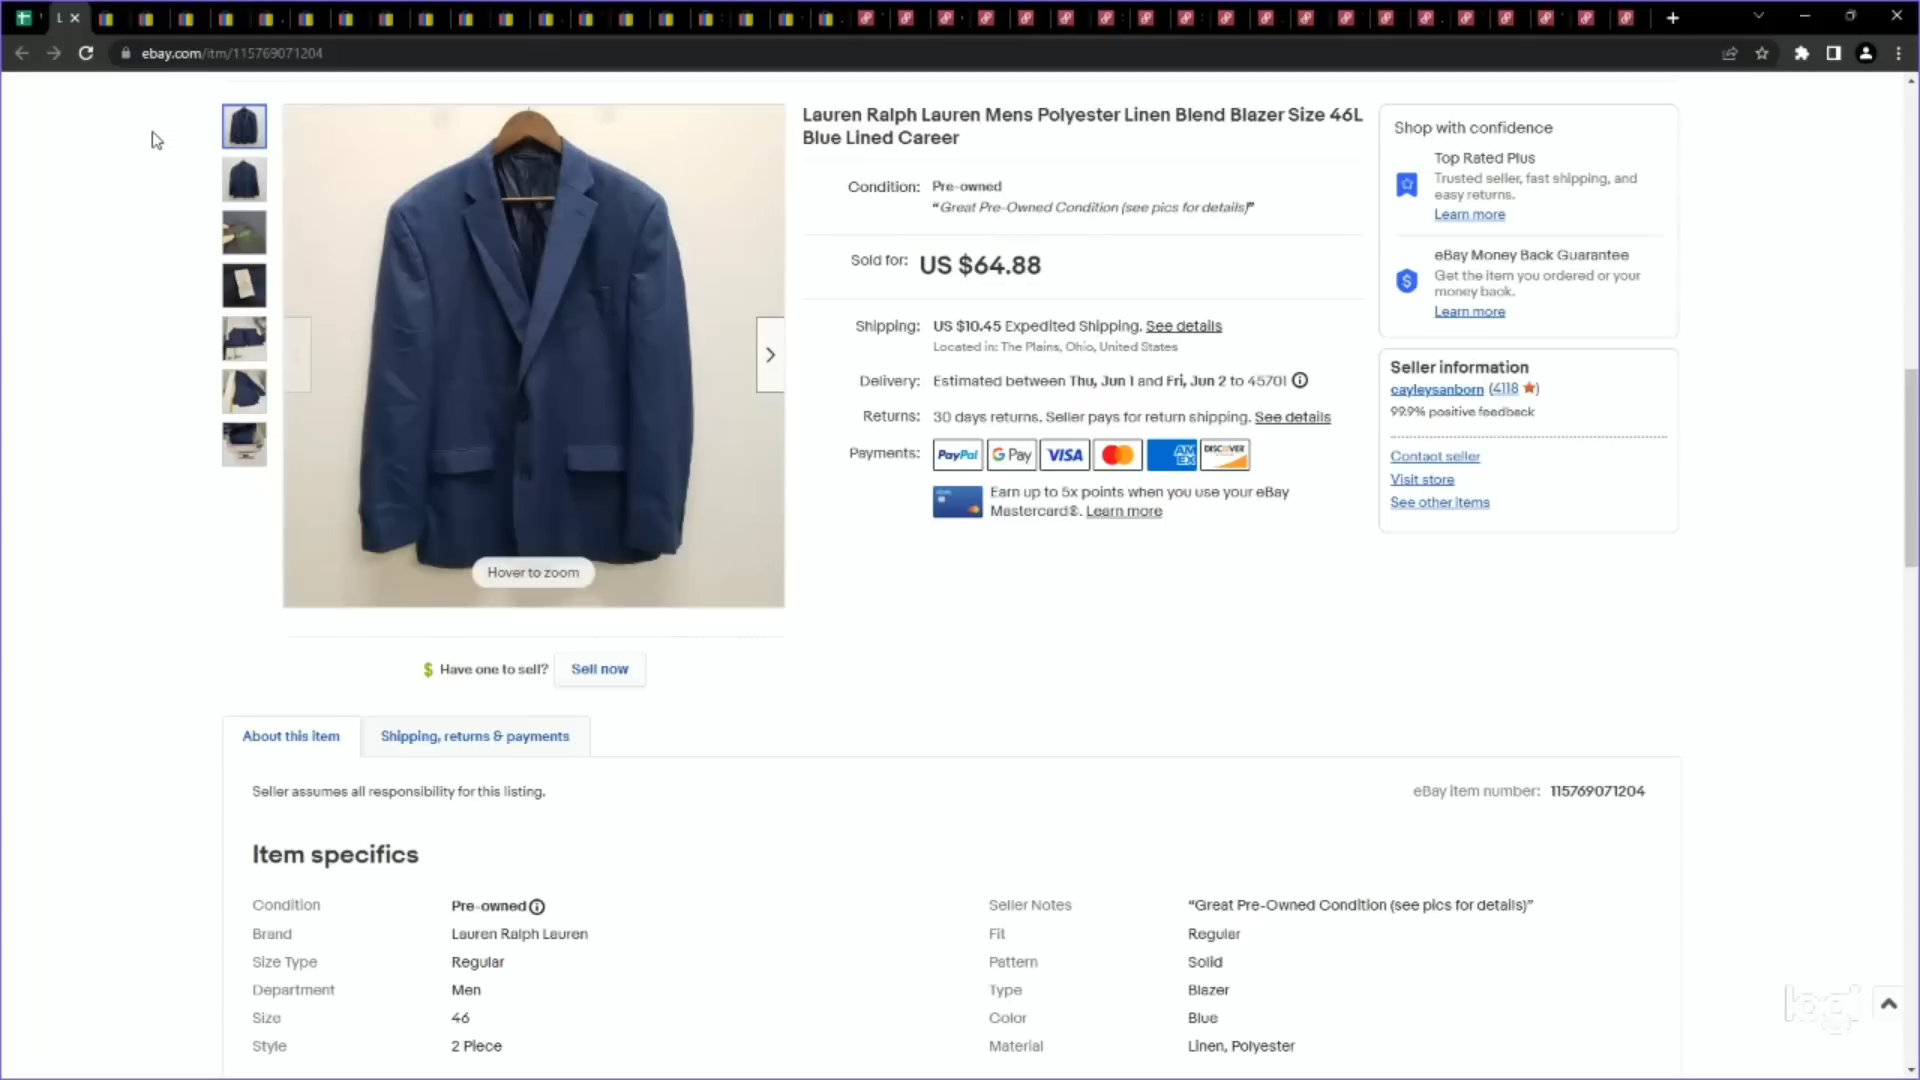 L
ebay.com/itm/115769071204
Lauren Ralph Lauren Mens Polyester Linen Blend Blazer Size 46L
Blue Lined Career
Condition: Pre-owned
“Great Pre-Owned Condition (see pics for details)”
Sold for: US $64.88
Shipping: US $10.45 Expedited Shipping. See details
Located in: The Plains, Ohio, United States
Delivery: Estimated between Thu, Jun 1 and Fri, Jun 2 to 45701
Returns: 30 days returns. Seller pays for return shipping. See details
Payments: PayPal G Pay VISA AMEX DISCOVER
Earn up to 5x points when you use your eBay
Mastercard®. Learn more
Shop with confidence
Top Rated Plus
Trusted seller, fast shipping, and
easy returns.
Learn more
eBay Money Back Guarantee
Get the item you ordered or your
money back.
Learn more
Seller information
cayleysanborn (4118)
99.9% positive feedback
Contact seller
Visit store
See other items
Hover to zoom
$ Have one to sell? Sell now
About this item
Shipping, returns & payments
Seller assumes all responsibility for this listing.
eBay item number: 115769071204
Item specifics
Condition Pre-owned
Seller Notes “Great Pre-Owned Condition (see pics for details)”
Brand Lauren Ralph Lauren
Fit Regular
Size Type Regular
Pattern Solid
Department Men
Type Blazer
Size 46
Color Blue
Style 2 Piece
Material Linen, Polyester
logi